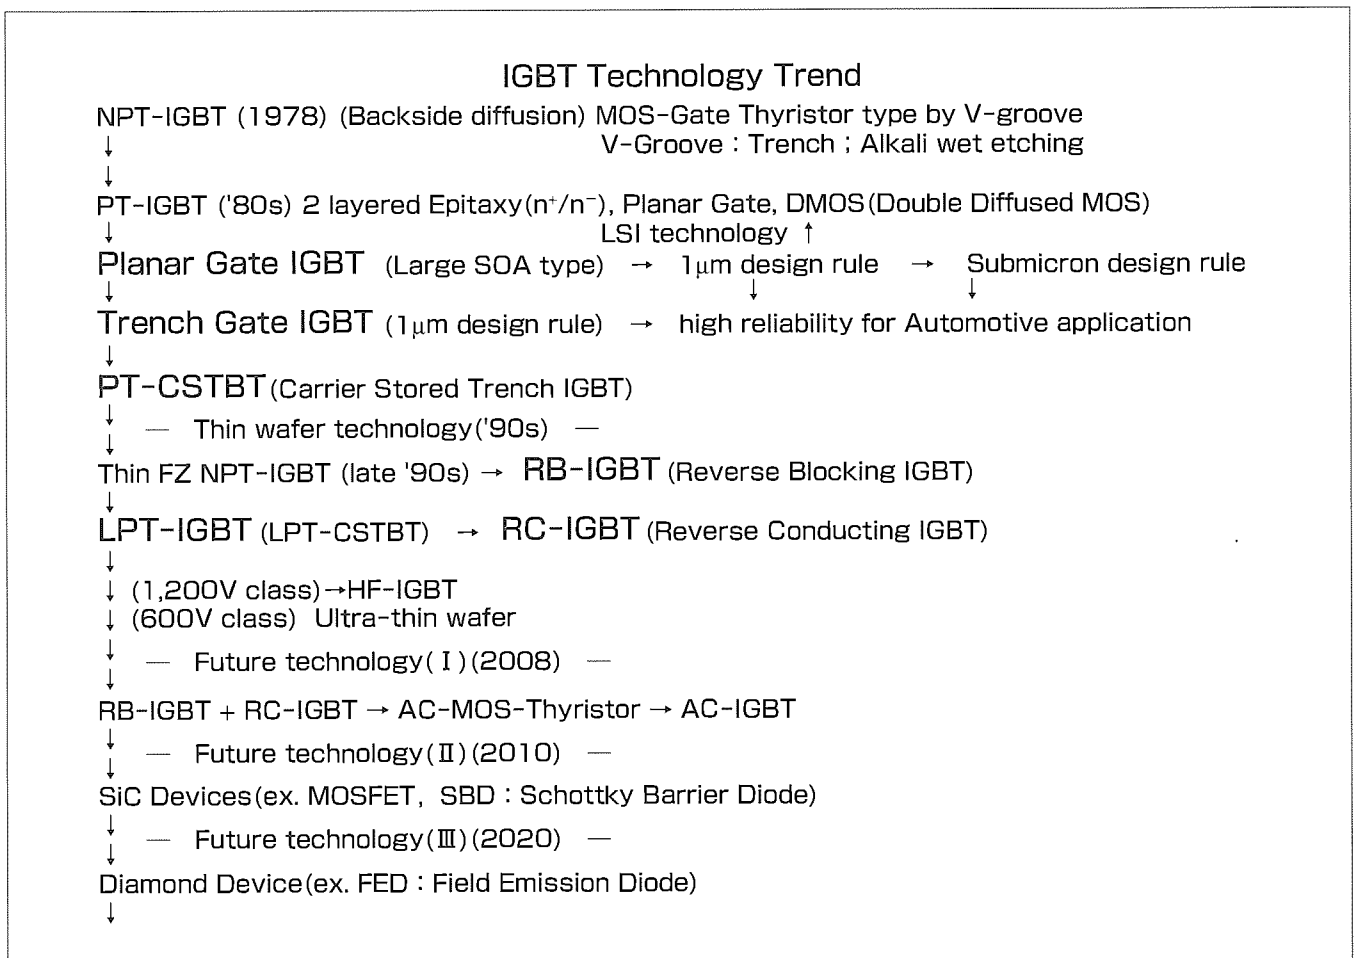 IGBT Technology Trend
NPT-IGBT (1978) (Backside diffusion) MOS-Gate Thyristor type by V-groove
↓ V-Groove : Trench ; Alkali wet etching
↓
PT-IGBT ('80s) 2 layered Epitaxy(n⁺/n⁻), Planar Gate, DMOS(Double Diffused MOS)
↓ LSI technology ↑
Planar Gate IGBT (Large SOA type) → 1μm design rule → Submicron design rule
↓ ↓ ↓
Trench Gate IGBT (1μm design rule) → high reliability for Automotive application
↓
PT-CSTBT(Carrier Stored Trench IGBT)
↓ — Thin wafer technology('90s) —
↓
Thin FZ NPT-IGBT (late '90s) → RB-IGBT (Reverse Blocking IGBT)
↓
LPT-IGBT (LPT-CSTBT) → RC-IGBT (Reverse Conducting IGBT)
↓
↓ (1,200V class)→HF-IGBT
↓ (600V class) Ultra-thin wafer
↓ — Future technology(Ⅰ)(2008) —
↓
RB-IGBT + RC-IGBT → AC-MOS-Thyristor → AC-IGBT
↓ — Future technology(Ⅱ)(2010) —
↓
SiC Devices(ex. MOSFET, SBD : Schottky Barrier Diode)
↓ — Future technology(Ⅲ)(2020) —
↓
Diamond Device(ex. FED : Field Emission Diode)
↓